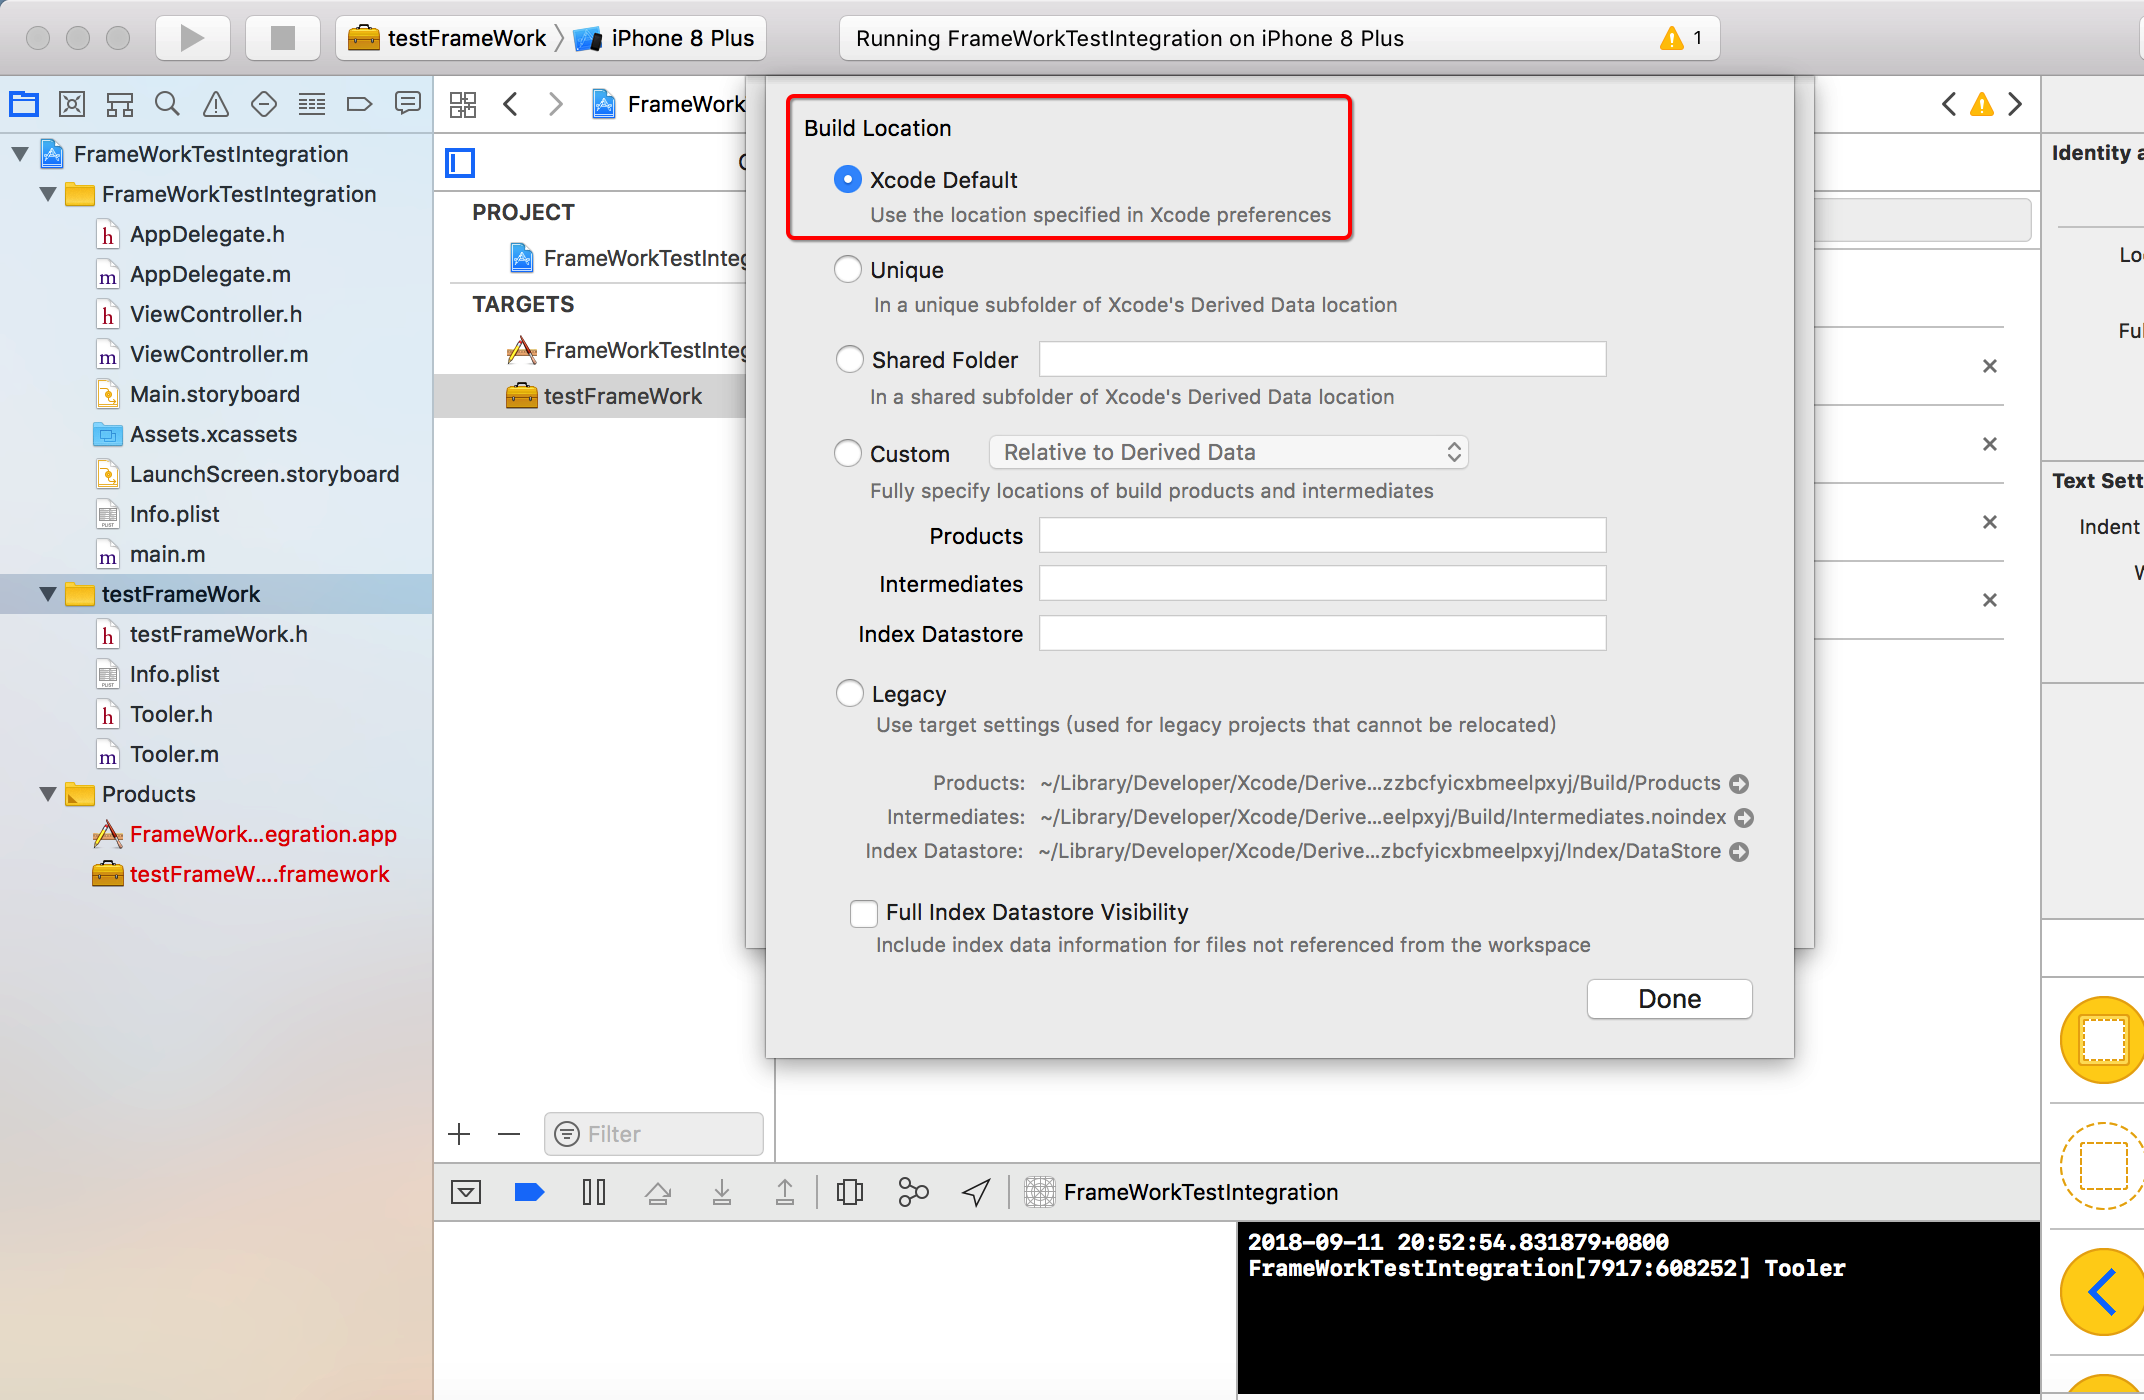 testFrameWork
iPhone 8 Plus
Running FrameWorkTestIntegration on iPhone 8 Plus
1
FrameWork
FrameWorkTestIntegration
FrameWorkTestIntegration
AppDelegate.h
AppDelegate.m
ViewController.h
ViewController.m
Main.storyboard
Assets.xcassets
LaunchScreen.storyboard
Info.plist
main.m
testFrameWork
testFrameWork.h
Info.plist
Tooler.h
Tooler.m
Products
FrameWork...egration.app
testFrameW....framework
PROJECT
FrameWorkTestInteg
TARGETS
FrameWorkTestInteg
testFrameWork
Filter
Build Location
Xcode Default
Use the location specified in Xcode preferences
Unique
In a unique subfolder of Xcode's Derived Data location
Shared Folder
In a shared subfolder of Xcode's Derived Data location
Custom
Relative to Derived Data
Fully specify locations of build products and intermediates
Products
Intermediates
Index Datastore
Legacy
Use target settings (used for legacy projects that cannot be relocated)
Products: ~/Library/Developer/Xcode/Derive...zzbcfyicxbmeelpxyj/Build/Products
Intermediates: ~/Library/Developer/Xcode/Derive...eelpxyj/Build/Intermediates.noindex
Index Datastore: ~/Library/Developer/Xcode/Derive...zbcfyicxbmeelpxyj/Index/DataStore
Full Index Datastore Visibility
Include index data information for files not referenced from the workspace
Done
Identity a
Lo
Ful
Text Sett
Indent
W
FrameWorkTestIntegration
2018-09-11 20:52:54.831879+0800
FrameWorkTestIntegration[7917:608252] Tooler